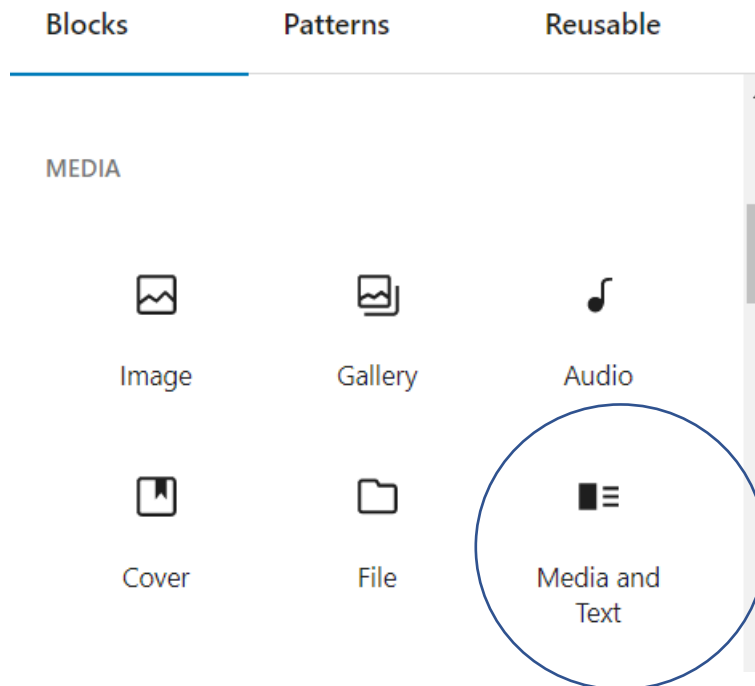 Blocks Patterns Reusable
MEDIA
Image Gallery Audio
Cover File Media and
Text